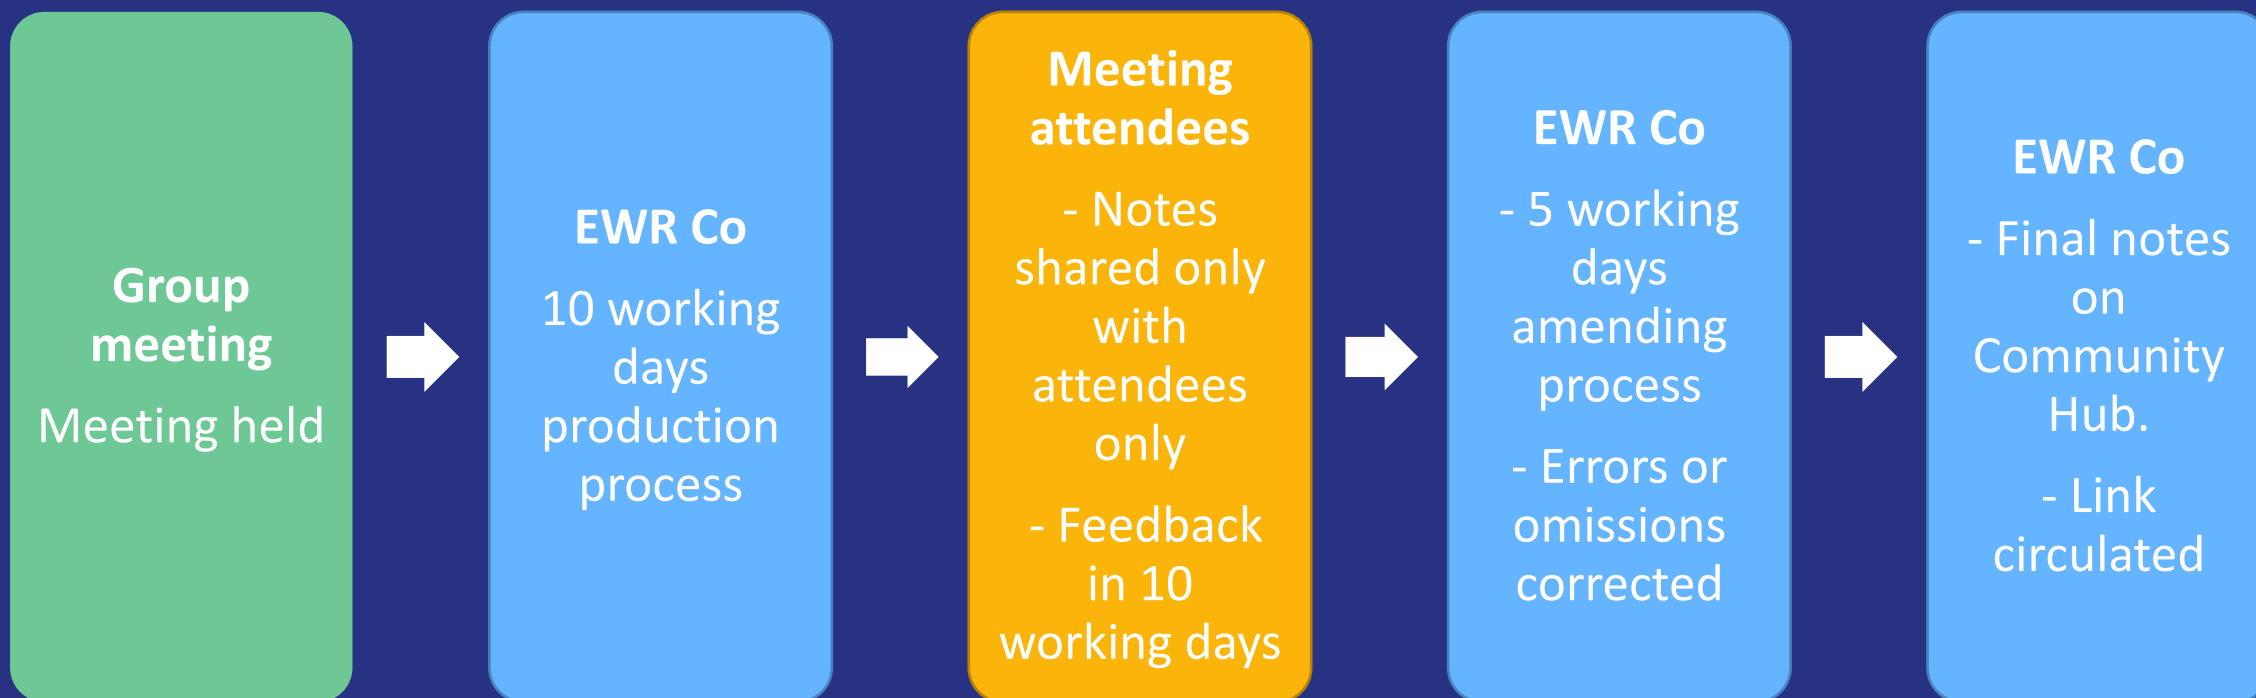 Group
meeting
Meeting held
EWR Co
10 working
days
production
process
Meeting
attendees
- Notes
shared only
with
attendees
only
- Feedback
in 10
working days
EWR Co
- 5 working
days
amending
process
- Errors or
omissions
corrected
EWR Co
- Final notes
on
Community
Hub.
- Link
circulated